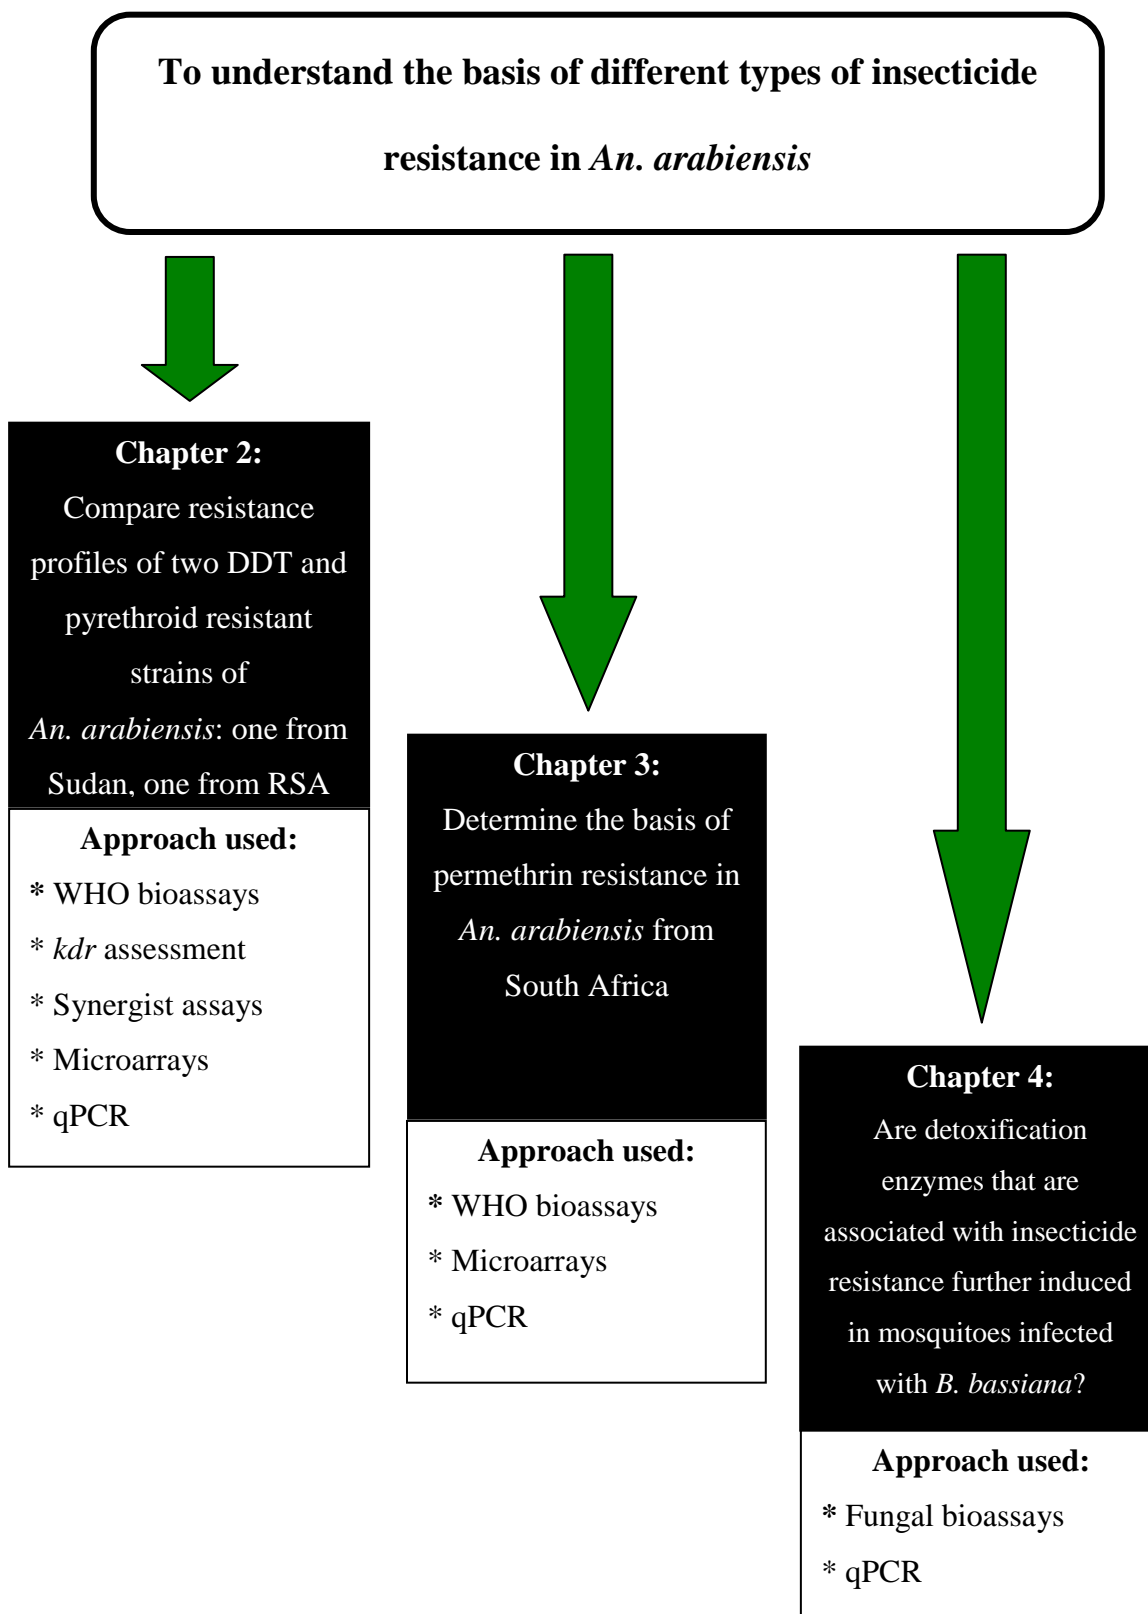 To understand the basis of different types of insecticide
resistance in An. arabiensis
Chapter 2:
Compare resistance
profiles of two DDT and
pyrethroid resistant
strains of
An. arabiensis: one from
Sudan, one from RSA
Approach used:
* WHO bioassays
* kdr assessment
* Synergist assays
* Microarrays
* qPCR
Chapter 3:
Determine the basis of
permethrin resistance in
An. arabiensis from
South Africa
Approach used:
* WHO bioassays
* Microarrays
* qPCR
Chapter 4:
Are detoxification
enzymes that are
associated with insecticide
resistance further induced
in mosquitoes infected
with B. bassiana?
Approach used:
* Fungal bioassays
* qPCR